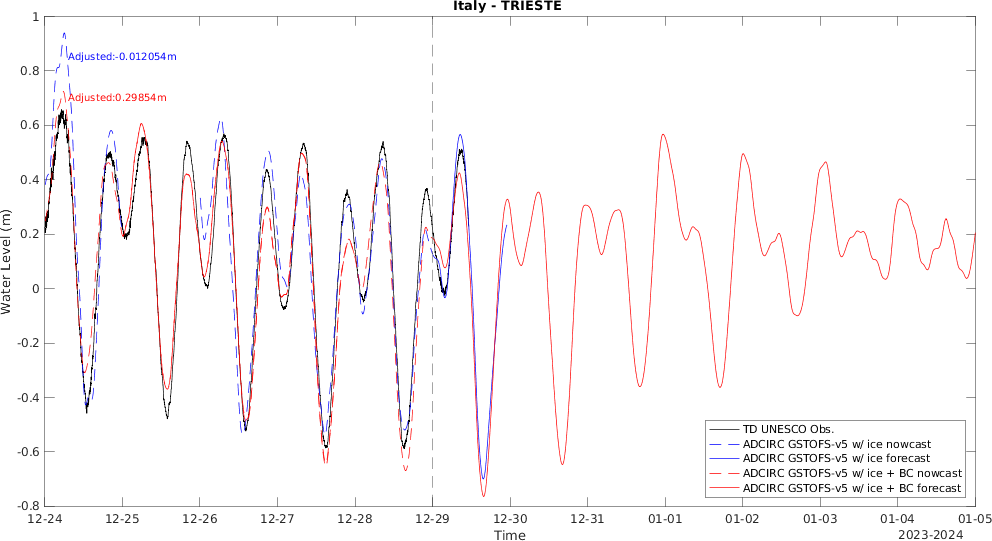 Italy - TRIESTE
Adjusted:-0.012054m
Adjusted:0.29854m
Water Level (m)
1
0.8
0.6
0.4
0.2
0
-0.2
-0.4
-0.6
-0.8
TD UNESCO Obs.
ADCIRC GSTOFS-v5 w/ ice nowcast
ADCIRC GSTOFS-v5 w/ ice forecast
ADCIRC GSTOFS-v5 w/ ice + BC nowcast
ADCIRC GSTOFS-v5 w/ ice + BC forecast
12-24 12-25 12-26 12-27 12-28 12-29 12-30 12-31 01-01 01-02 01-03 01-04 01-05
Time
2023-2024